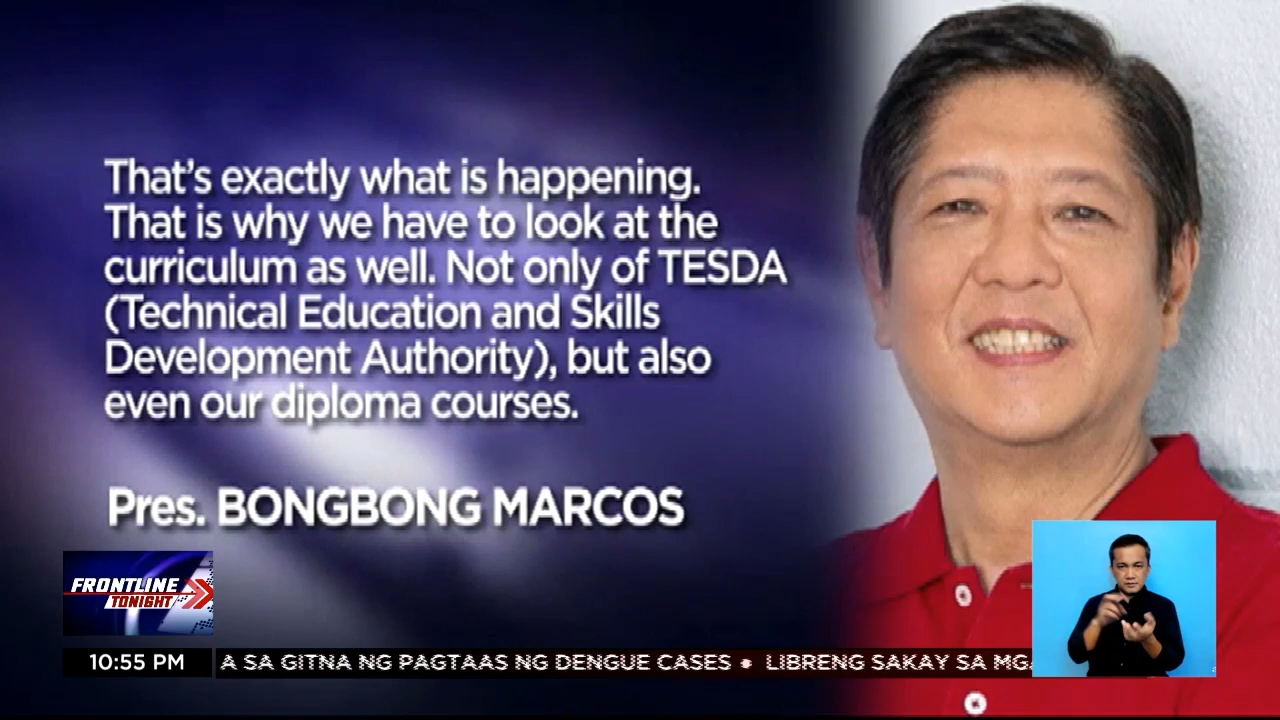 That's exactly what is happening.
That is why we have to look at the
curriculum as well. Not only of TESDA
(Technical Education and Skills
Development Authority), but also
even our diploma courses.
Pres. BONGBONG MARCOS
FRONTLINE
TONIGHT
10:55 PM
A SA GITNA NG PAGTAAS NG DENGUE CASES • LIBRENG SAKAY SA MGA